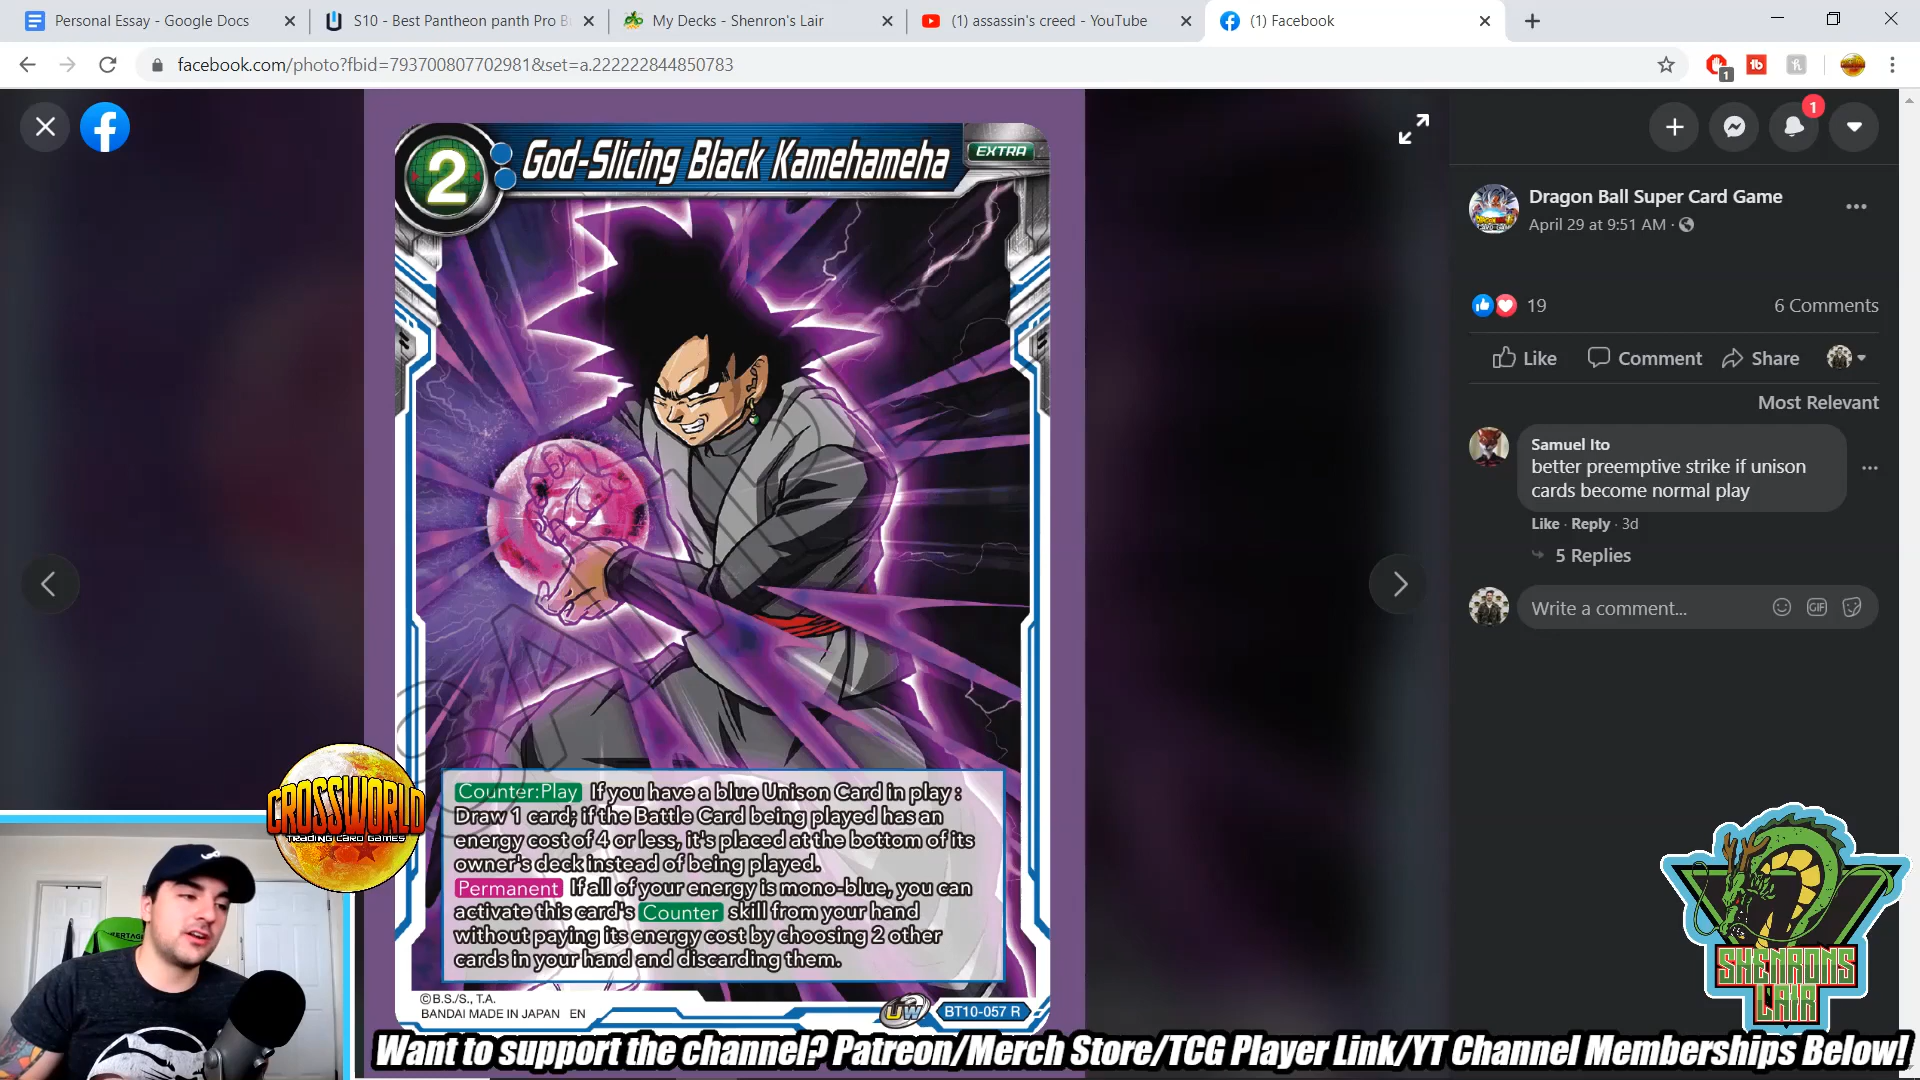 Personal Essay - Google Docs
S10 - Best Pantheon panth Pro B
My Decks - Shenron's Lair
(1) assassin's creed - YouTube
(1) Facebook
facebook.com/photo?fbid=793700807702981&set=a.222222844850783
1
1
2
God-Slicing Black Kamehameha
EXTRA
Dragon Ball Super Card Game
April 29 at 9:51 AM ·
19
6 Comments
Like
Comment
Share
Most Relevant
Samuel Ito
better preemptive strike if unison
cards become normal play
Like · Reply · 3d
5 Replies
Write a comment...
GIF
Counter:Play If you have a blue Unison Card in play :
Draw 1 card; if the Battle Card being played has an
energy cost of 4 or less, it's placed at the bottom of its
owner's deck instead of being played.
Permanent If all of your energy is mono-blue, you can
activate this card's Counter skill from your hand
without paying its energy cost by choosing 2 other
cards in your hand and discarding them.
©B.S./S., T.A.
BANDAI MADE IN JAPAN EN
UW
BT10-057 R
CROSSWORLD
TRADING CARD GAMES
SHENRONS
LAIR
Want to support the channel? Patreon/Merch Store/TCG Player Link/YT Channel Memberships Below!